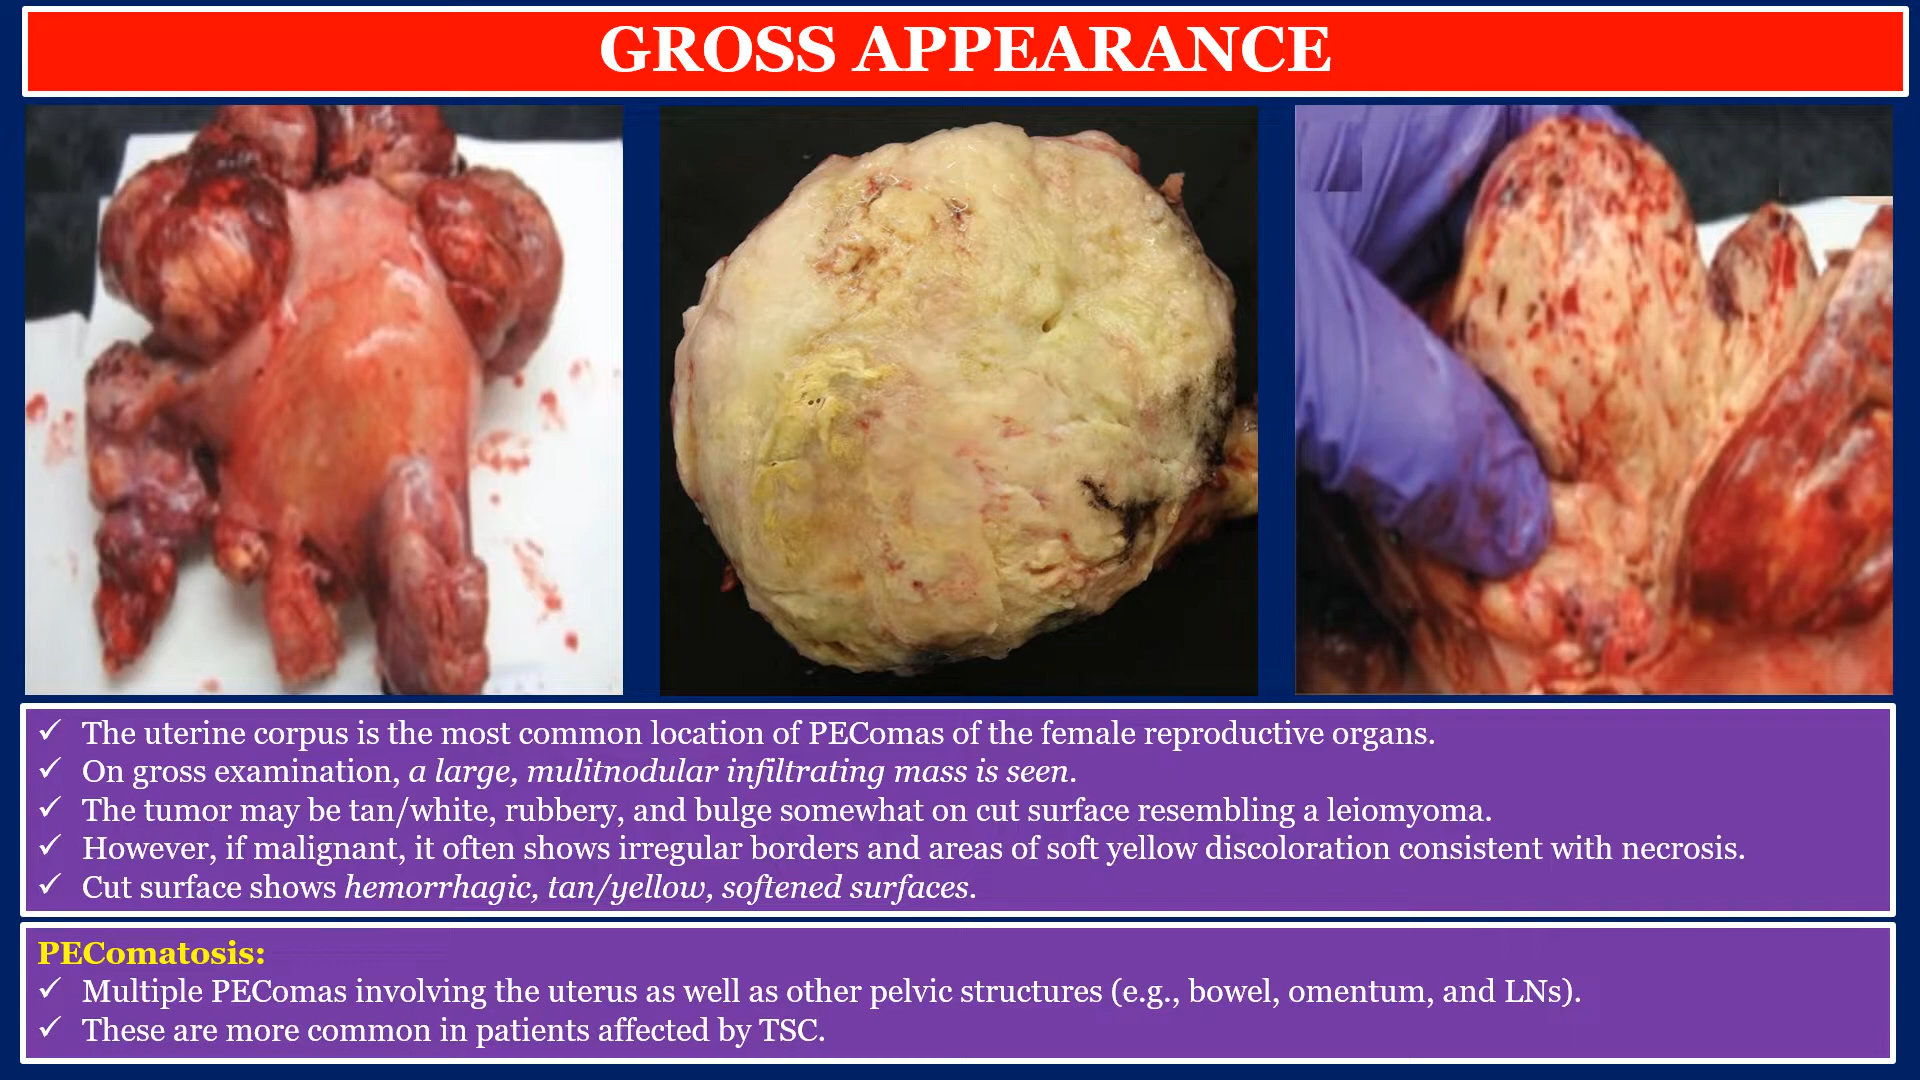 GROSS APPEARANCE
✓ The uterine corpus is the most common location of PEComas of the female reproductive organs.
✓ On gross examination, a large, mulitnodular infiltrating mass is seen.
✓ The tumor may be tan/white, rubbery, and bulge somewhat on cut surface resembling a leiomyoma.
✓ However, if malignant, it often shows irregular borders and areas of soft yellow discoloration consistent with necrosis.
✓ Cut surface shows hemorrhagic, tan/yellow, softened surfaces.
PEComatosis:
✓ Multiple PEComas involving the uterus as well as other pelvic structures (e.g., bowel, omentum, and LNs).
✓ These are more common in patients affected by TSC.